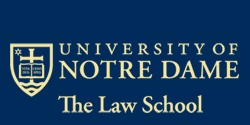 UNIVERSITY OF
NOTRE DAME
The Law School